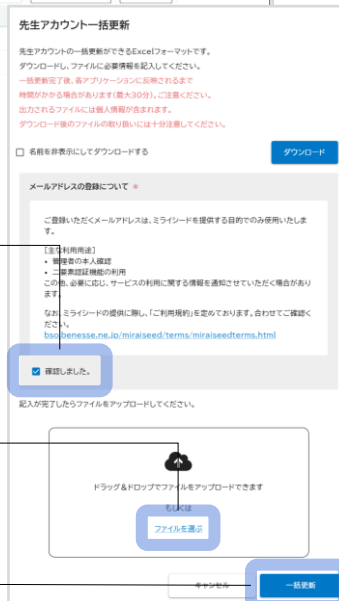 先生アカウント一括更新
先生アカウントの一括更新ができるExcelフォーマットです。
ダウンロードし、ファイルに必要情報を記入してください。
一括更新完了後、各アプリケーションに反映されるまで
時間がかかる場合があります(最大30分)。ご注意ください。
出力されるファイルには個人情報が含まれます。
ダウンロード後のファイルの取り扱いには十分注意してください。
名前を非表示にしてダウンロードする
ダウンロード
メールアドレスの登録について *
ご登録いただくメールアドレスは、ミライシードを提供する目的でのみ使用いたしま
す。
[主な利用用途]
• 管理者の本人確認
• 二要素認証機能の利用
この他、必要に応じ、サービスの利用に関する情報を通知させていただく場合があり
ます。
なお、ミライシードの提供に際し、「ご利用規約」を定めております。合わせてご確認く
ださい。
bso.benesse.ne.jp/miraiseed/terms/miraiseedterms.html
確認しました。
記入が完了したらファイルをアップロードしてください。
ドラッグ&ドロップでファイルをアップロードできます
もしくは
ファイルを選ぶ
キャンセル
一括更新